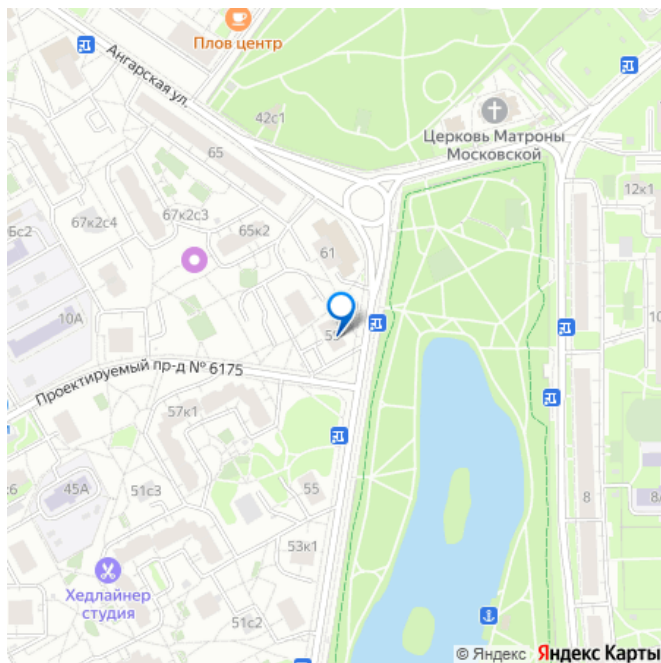 Плов центр
Ангарская ул.
42с1
Церковь Матроны
Московской
65
12к1
67к2с3
67к2с4
65к2
61
10А
Проектируемый пр-д № 6175
57к1
51с3
45А
55
8
53к1
Хедлайнер
студия
51с2
© Яндекс Яндекс Карты